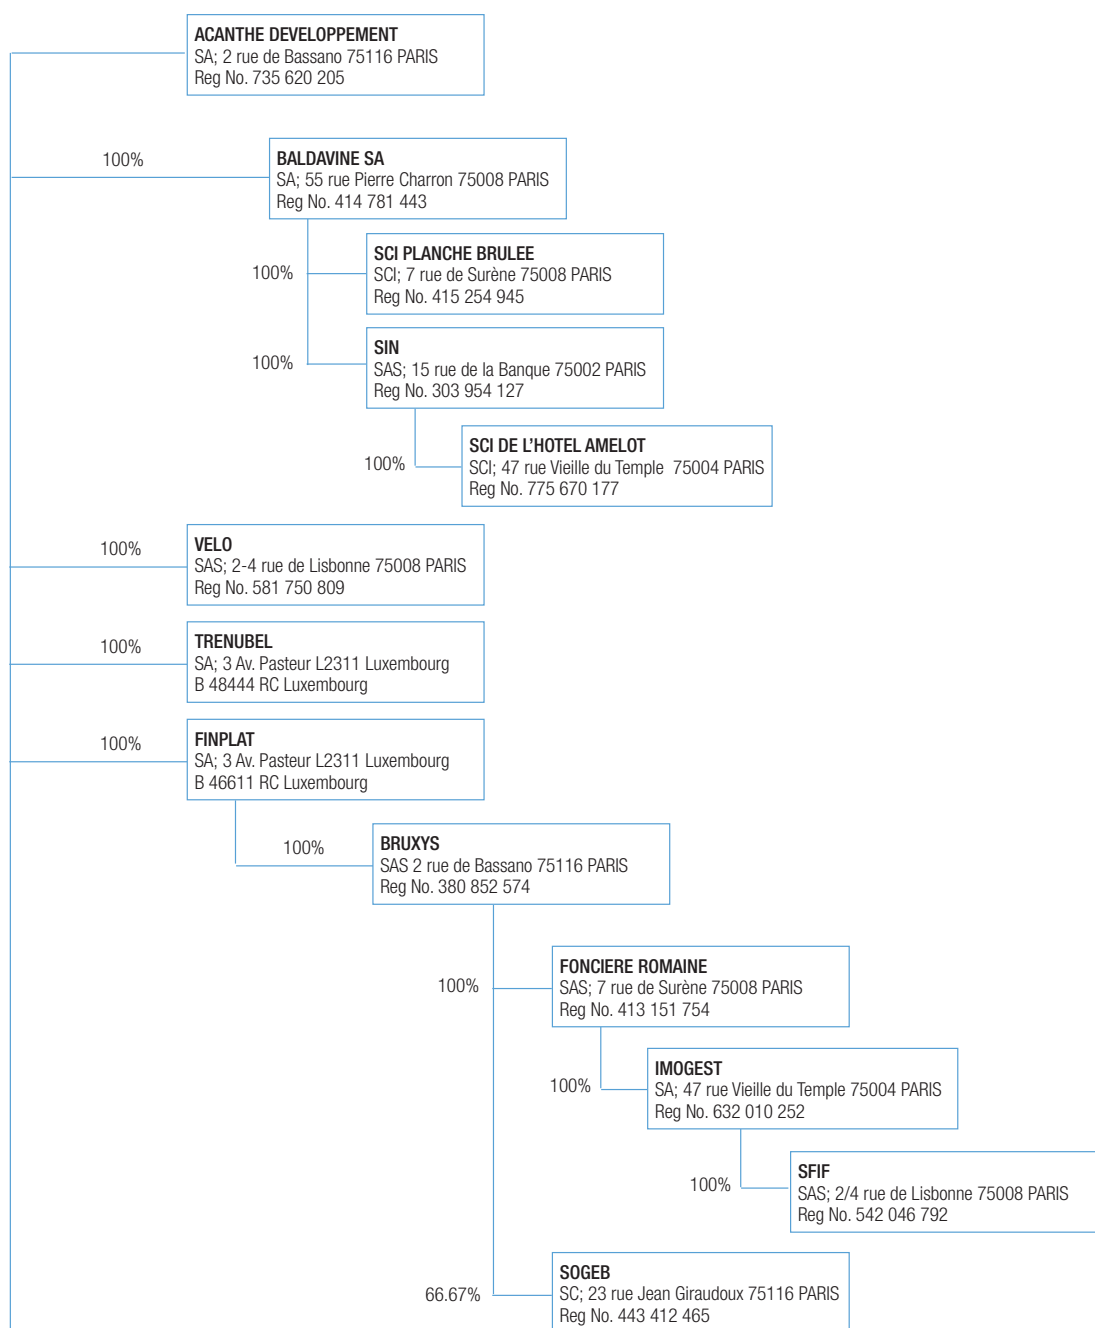 ACANTHE DEVELOPPEMENT
SA; 2 rue de Bassano 75116 PARIS
Reg No. 735 620 205
100%
BALDAVINE SA
SA; 55 rue Pierre Charron 75008 PARIS
Reg No. 414 781 443
100%
SCI PLANCHE BRULEE
SCI; 7 rue de Surène 75008 PARIS
Reg No. 415 254 945
100%
SIN
SAS; 15 rue de la Banque 75002 PARIS
Reg No. 303 954 127
100%
SCI DE L’HOTEL AMELOT
SCI; 47 rue Vieille du Temple 75004 PARIS
Reg No. 775 670 177
100%
VELO
SAS; 2-4 rue de Lisbonne 75008 PARIS
Reg No. 581 750 809
100%
TRENUBEL
SA; 3 Av. Pasteur L2311 Luxembourg
B 48444 RC Luxembourg
100%
FINPLAT
SA; 3 Av. Pasteur L2311 Luxembourg
B 46611 RC Luxembourg
100%
BRUXYS
SAS 2 rue de Bassano 75116 PARIS
Reg No. 380 852 574
100%
FONCIERE ROMAINE
SAS; 7 rue de Surène 75008 PARIS
Reg No. 413 151 754
100%
IMOGEST
SA; 47 rue Vieille du Temple 75004 PARIS
Reg No. 632 010 252
100%
SFIF
SAS; 2/4 rue de Lisbonne 75008 PARIS
Reg No. 542 046 792
66.67%
SOGEB
SC; 23 rue Jean Giraudoux 75116 PARIS
Reg No. 443 412 465